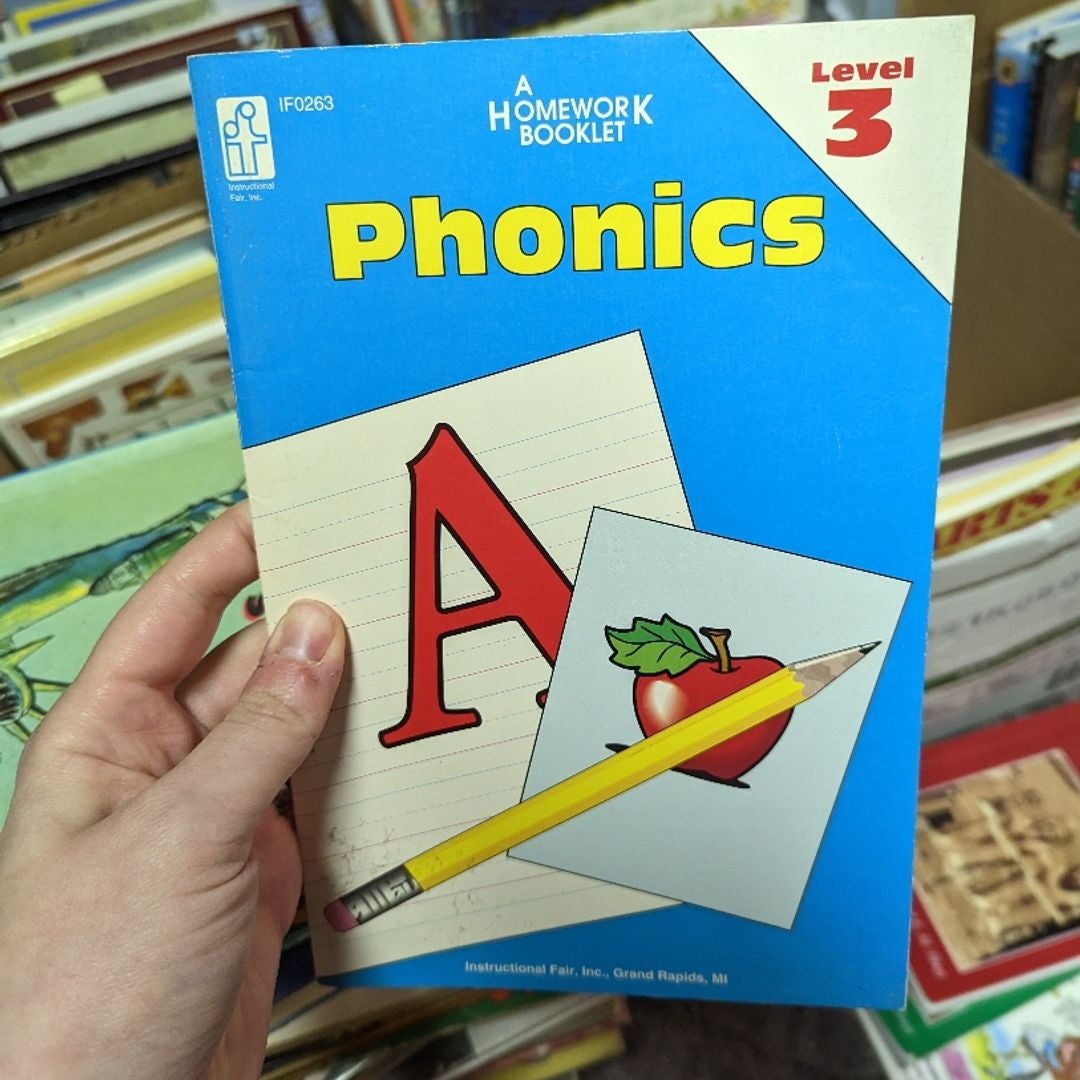 IF0263
Instructional
Fair, Inc.
A
HOMEWORK
BOOKLET
Level
3
Phonics
A
Instructional Fair, Inc., Grand Rapids, MI